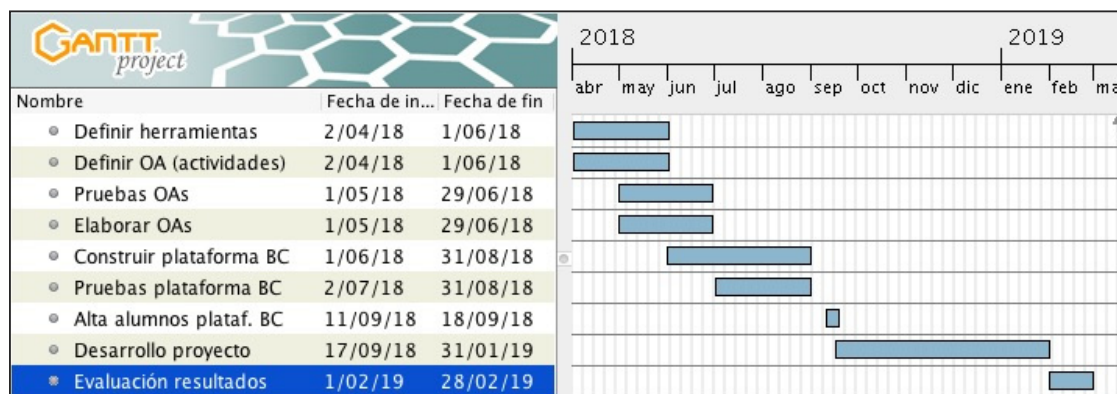 GANTT
project
2018 2019
abr may jun jul ago sep oct nov dic ene feb ma
Nombre Fecha de in... Fecha de fin
Definir herramientas 2/04/18 1/06/18
Definir OA (actividades) 2/04/18 1/06/18
Pruebas OAs 1/05/18 29/06/18
Elaborar OAs 1/05/18 29/06/18
Construir plataforma BC 1/06/18 31/08/18
Pruebas plataforma BC 2/07/18 31/08/18
Alta alumnos plataf. BC 11/09/18 18/09/18
Desarrollo proyecto 17/09/18 31/01/19
Evaluación resultados 1/02/19 28/02/19